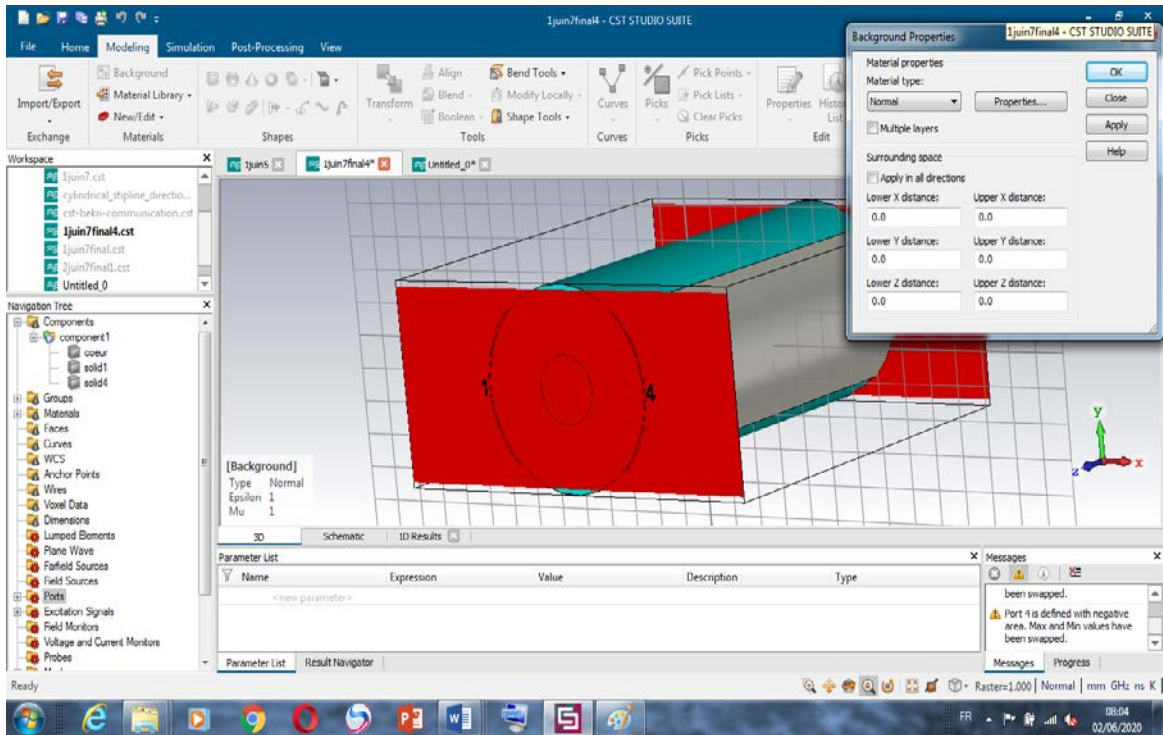 1juin7final4 - CST STUDIO SUITE
File Home Modeling Simulation Post-Processing View
Background
Material Library
New/Edit
Import/Export
Exchange
Materials
Shapes
Transform
Align
Blend
Boolean
Bend Tools
Modify Locally
Shape Tools
Tools
Curves
Curves
Picks
Pick Points
Pick Lists
Clear Picks
Picks
Properties
List
Edit
Background Properties
1juin7final4 - CST STUDIO SUITE
Material properties
Material type:
Normal
Properties...
Multiple layers
OK
Close
Apply
Help
Surrounding space
Apply in all directions
Lower X distance: Upper X distance:
0.0 0.0
Lower Y distance: Upper Y distance:
0.0 0.0
Lower Z distance: Upper Z distance:
0.0 0.0
Workspace
1juin7.cst
cylindrical_stripline_directio...
cst-beko-communication.cst
1juin7final4.cst
1juin7final.cst
2juin7final1.cst
Untitled_0
1juin5
1juin7final4*
Untitled_0*
Navigation Tree
Components
component1
coeur
solid1
solid4
Groups
Materials
Faces
Curves
WCS
Anchor Points
Wires
Voxel Data
Dimensions
Lumped Elements
Plane Wave
Farfield Sources
Field Sources
Ports
Excitation Signals
Field Monitors
Voltage and Current Monitors
Probes
1 4
[Background]
Type Normal
Epsilon 1
Mu 1
y
z x
3D Schematic 1D Results
Parameter List
Name Expression Value Description Type
<new parameter>
Parameter List Result Navigator
Messages
been swapped.
Port 4 is defined with negative
area. Max and Min values have
been swapped.
Messages Progress
Ready
Raster=1.000 Normal mm GHz ns K
FR
08:04
02/06/2020